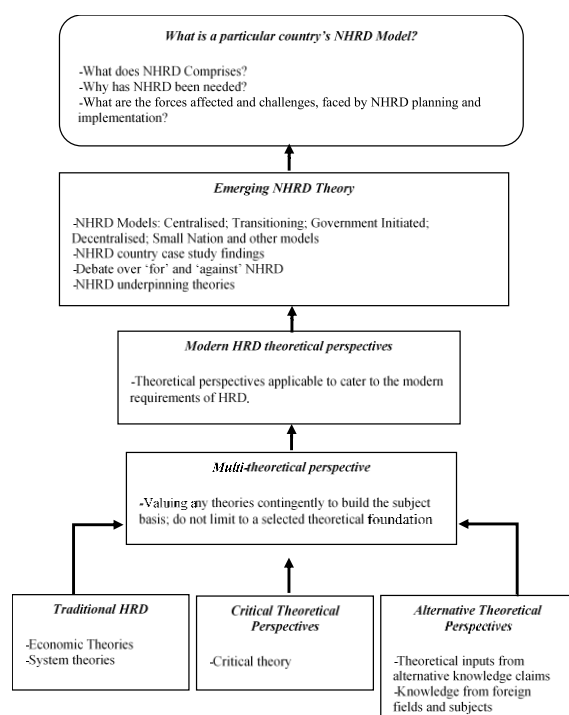 What is a particular country's NHRD Model?
-What does NHRD Comprises?
-Why has NHRD been needed?
-What are the forces affected and challenges, faced by NHRD planning and
implementation?
Emerging NHRD Theory
-NHRD Models: Centralised; Transitioning; Government Initiated;
Decentralised; Small Nation and other models
-NHRD country case study findings
-Debate over ‘for’ and ‘against’ NHRD
-NHRD underpinning theories
Modern HRD theoretical perspectives
-Theoretical perspectives applicable to cater to the modern
requirements of HRD.
Multi-theoretical perspective
-Valuing any theories contingently to build the subject
basis; do not limit to a selected theoretical foundation
Traditional HRD
-Economic Theories
-System theories
Critical Theoretical
Perspectives
-Critical theory
Alternative Theoretical
Perspectives
-Theoretical inputs from
alternative knowledge claims
-Knowledge from foreign
fields and subjects